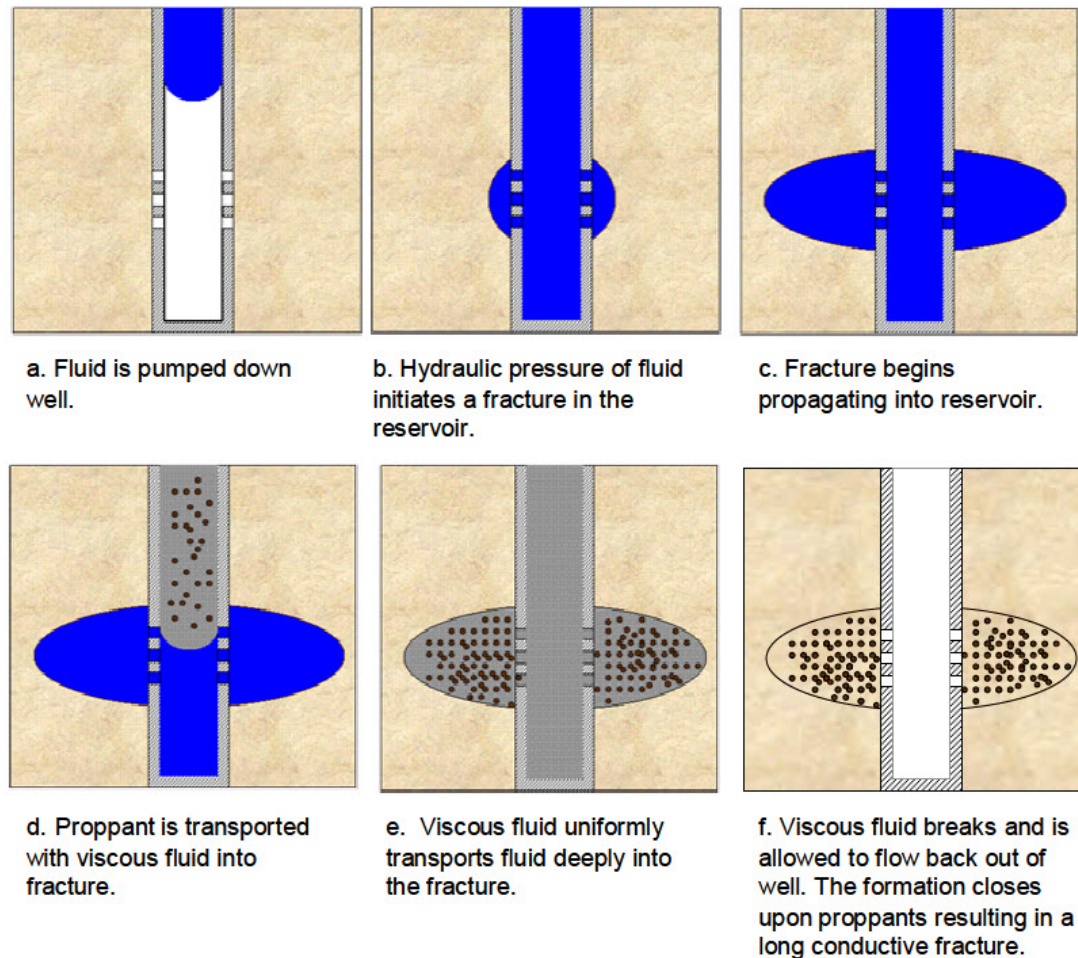 a. Fluid is pumped down
well.
b. Hydraulic pressure of fluid
initiates a fracture in the
reservoir.
c. Fracture begins
propagating into reservoir.
d. Proppant is transported
with viscous fluid into
fracture.
e. Viscous fluid uniformly
transports fluid deeply into
the fracture.
f. Viscous fluid breaks and is
allowed to flow back out of
well. The formation closes
upon proppants resulting in a
long conductive fracture.